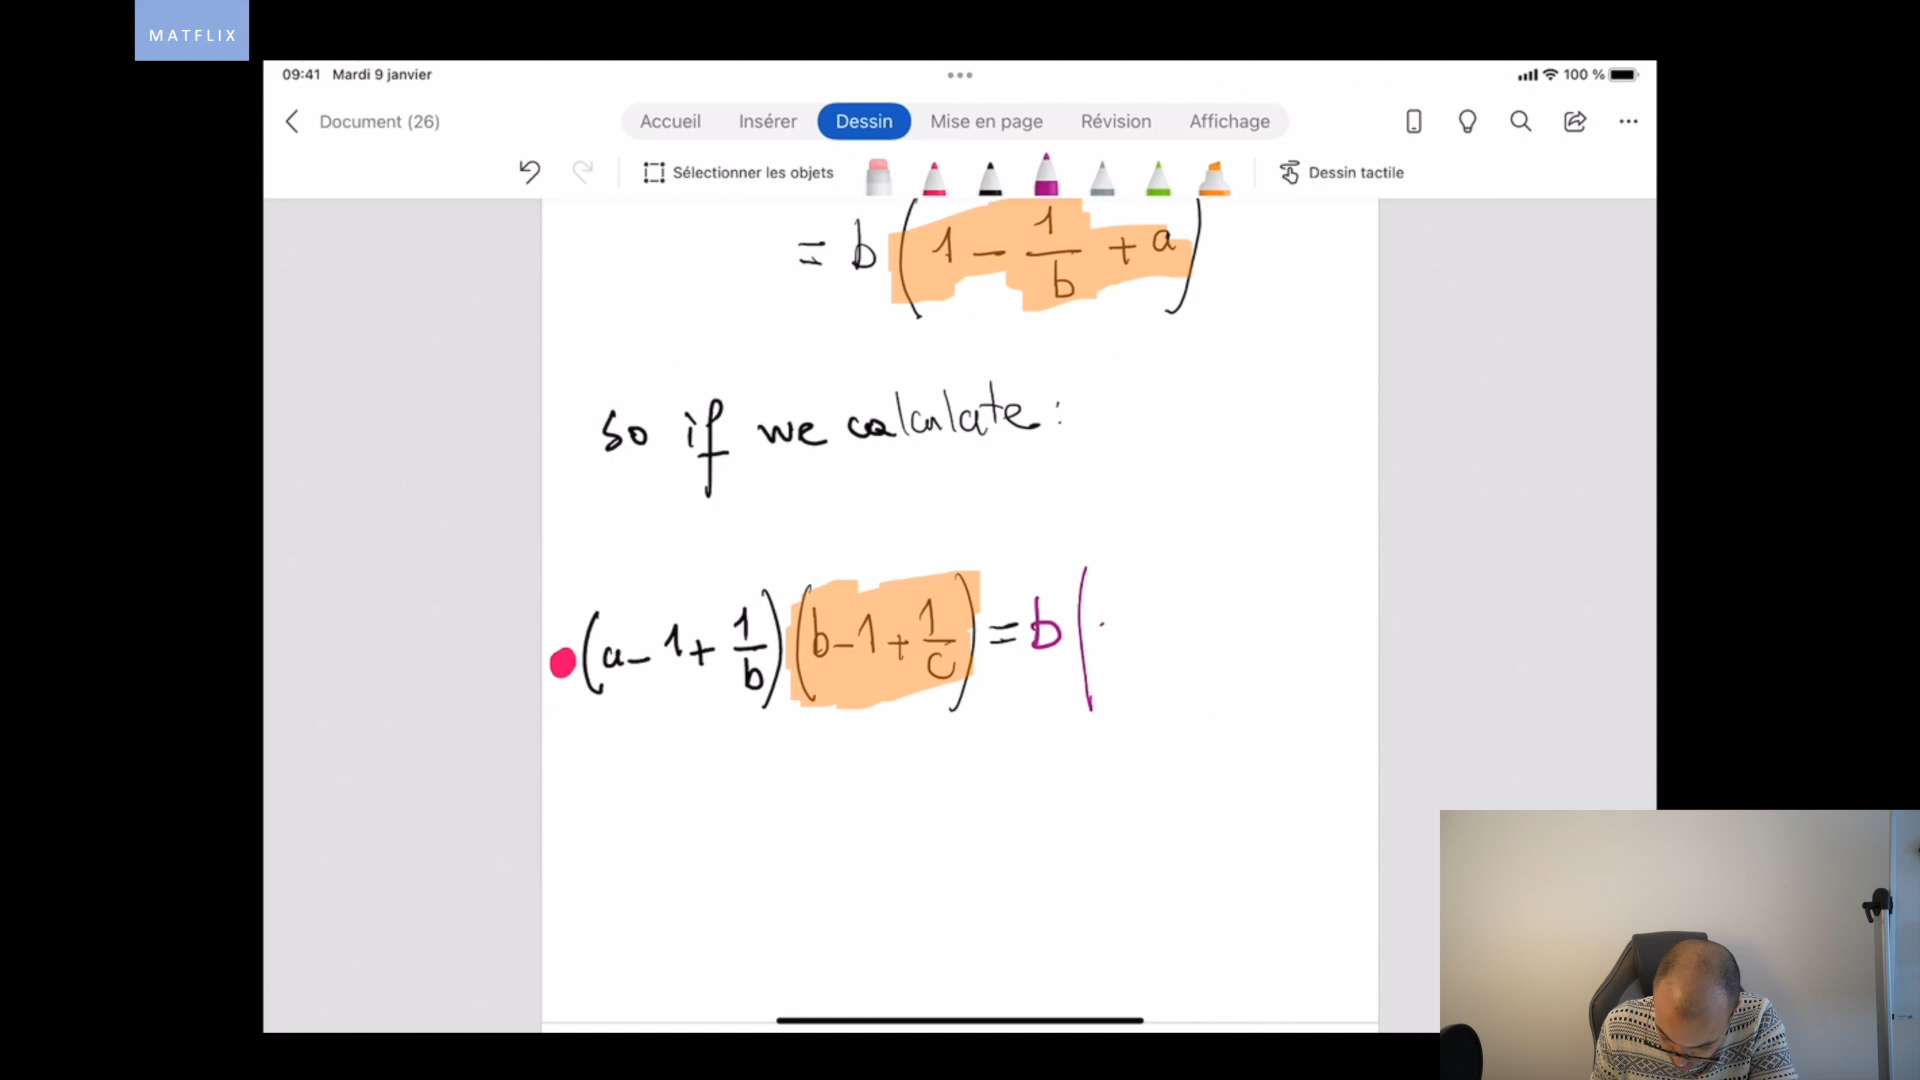 MATFLIX
09:41 Mardi 9 janvier
100 %
Document (26)
Accueil Insérer Dessin Mise en page Révision Affichage
Sélectionner les objets
Dessin tactile
= b(1 - 1/b + a)
so if we calculate:
(a - 1 + 1/b)(b - 1 + 1/c) = b(